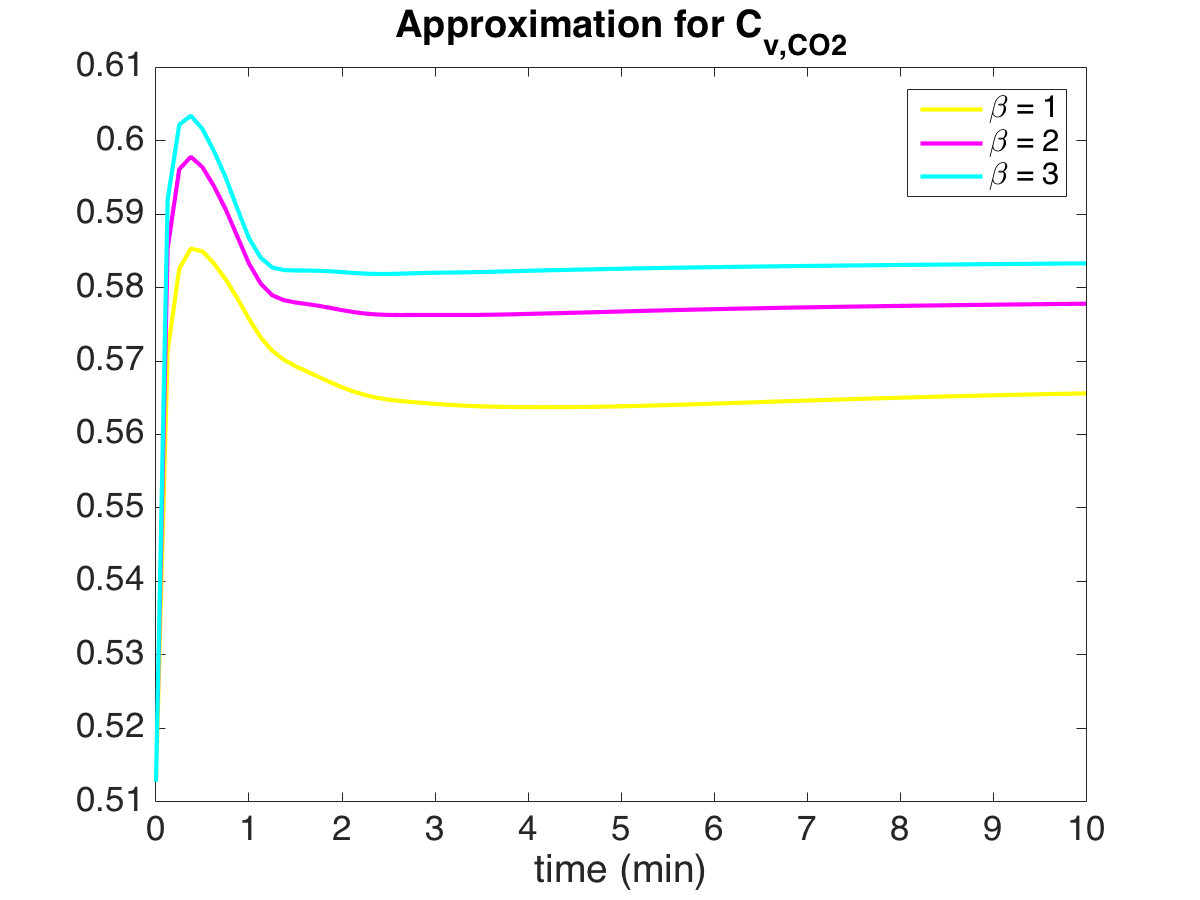 Approximation for C_v,CO2
0.61
0.6
0.59
0.58
0.57
0.56
0.55
0.54
0.53
0.52
0.51
β = 1
β = 2
β = 3
0 1 2 3 4 5 6 7 8 9 10
time (min)